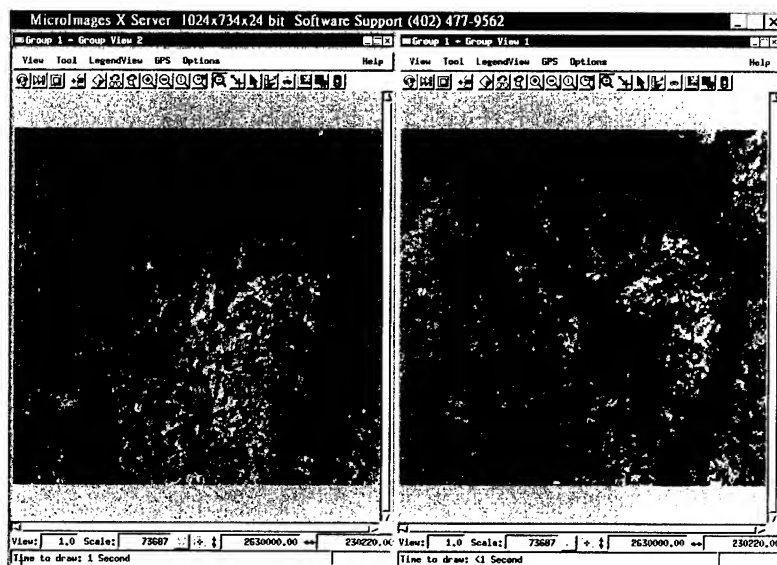 MicroImages X Server 1024x734x24 bit Software Support (402) 477-9562
Group 1 - Group View 2
View Tool LegendView GPS Options Help
View: 1.0 Scale: 73687 2630000.00 230220.00
Time to draw: 1 Second
Group 1 - Group View 1
View Tool LegendView GPS Options Help
View: 1.0 Scale: 73687 2630000.00 230220.00
Time to draw: <1 Second